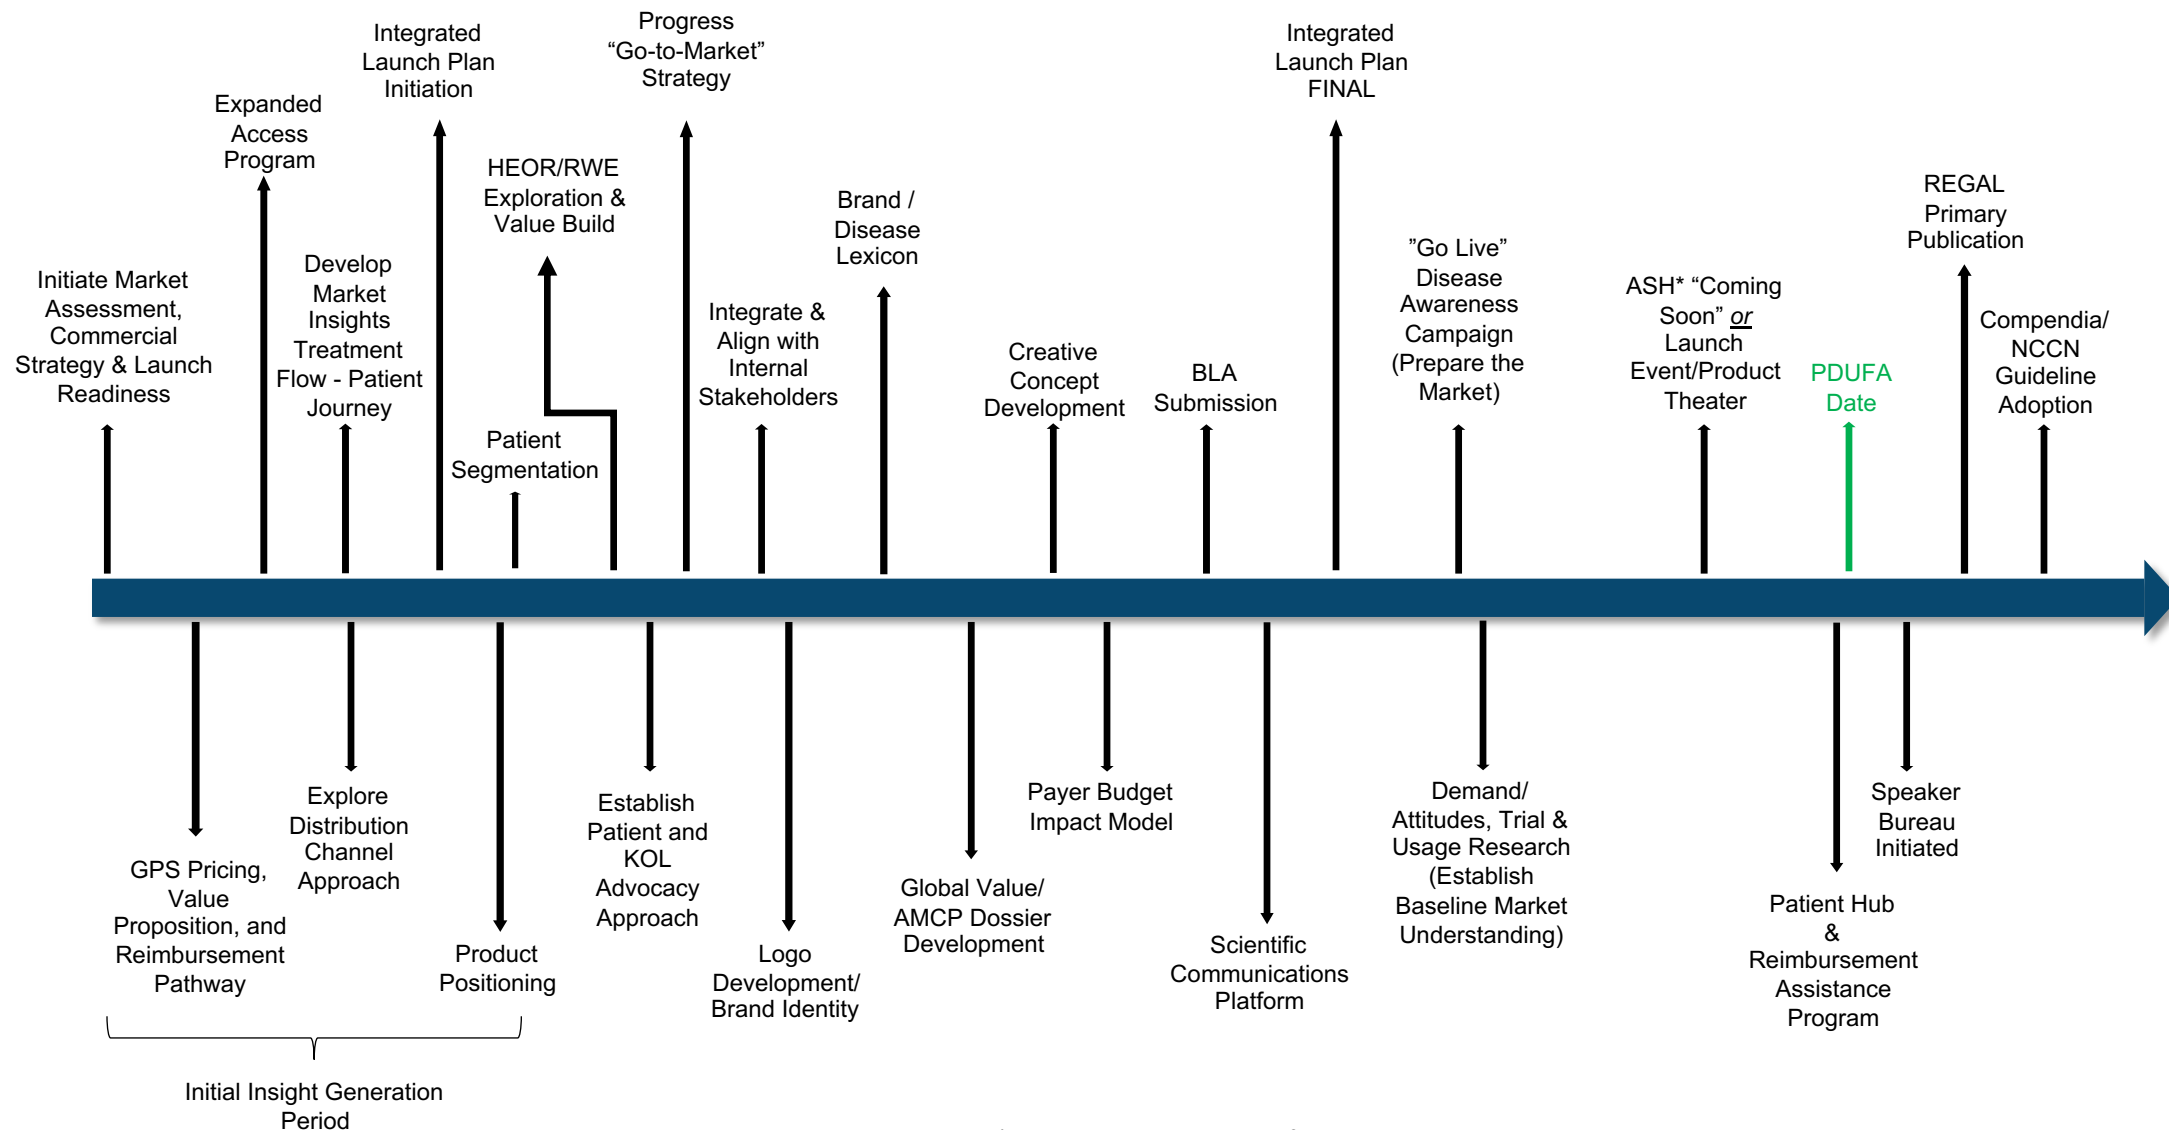 Initiate Market
Assessment,
Commercial
Strategy & Launch
Readiness
Expanded
Access
Program
Develop
Market
Insights
Treatment
Flow - Patient
Journey
Integrated
Launch Plan
Initiation
Patient
Segmentation
HEOR/RWE
Exploration &
Value Build
Progress
“Go-to-Market”
Strategy
Integrate &
Align with
Internal
Stakeholders
Brand /
Disease
Lexicon
Creative
Concept
Development
BLA
Submission
Integrated
Launch Plan
FINAL
”Go Live”
Disease
Awareness
Campaign
(Prepare the
Market)
ASH* “Coming
Soon” or
Launch
Event/Product
Theater
PDUFA
Date
REGAL
Primary
Publication
Compendia/
NCCN
Guideline
Adoption
GPS Pricing,
Value
Proposition, and
Reimbursement
Pathway
Explore
Distribution
Channel
Approach
Product
Positioning
Establish
Patient and
KOL
Advocacy
Approach
Logo
Development/
Brand Identity
Global Value/
AMCP Dossier
Development
Payer Budget
Impact Model
Scientific
Communications
Platform
Demand/
Attitudes, Trial &
Usage Research
(Establish
Baseline Market
Understanding)
Patient Hub
&
Reimbursement
Assistance
Program
Speaker
Bureau
Initiated
Initial Insight Generation
Period